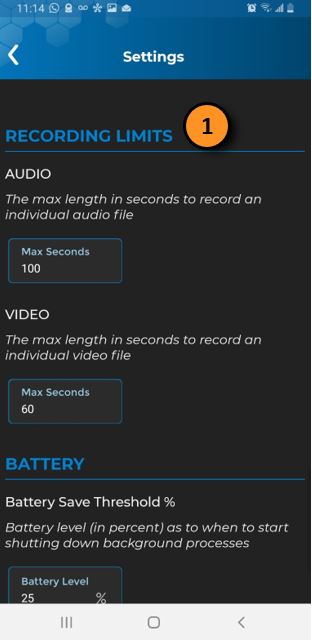 11:14
Settings
RECORDING LIMITS
1
AUDIO
The max length in seconds to record an
individual audio file
Max Seconds
100
VIDEO
The max length in seconds to record an
individual video file
Max Seconds
60
BATTERY
Battery Save Threshold %
Battery level (in percent) as to when to start
shutting down background processes
Battery Level
25 %